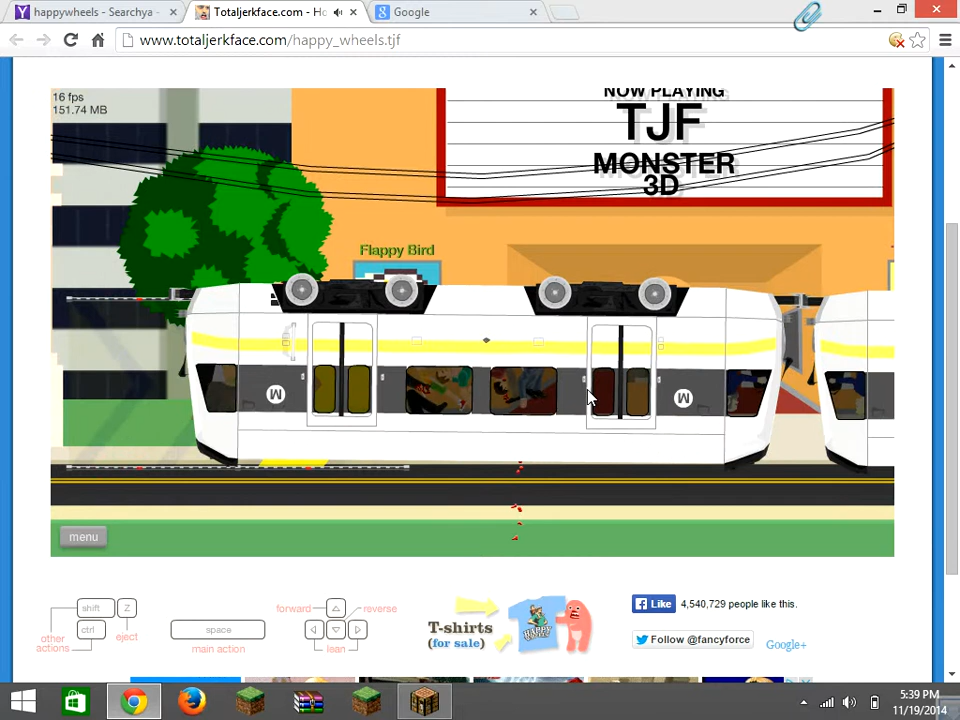 happywheels - Searchya -
Totaljerkface.com - Ho
Google
www.totaljerkface.com/happy_wheels.tjf
16 fps
151.74 MB
NOW PLAYING
TJF
MONSTER
3D
Flappy Bird
M
M
menu
shift
Z
ctrl
other
actions
eject
space
main action
forward
reverse
lean
T-shirts
(for sale)
HAPPY
WHEELS
Like
4,540,729 people like this.
Follow @fancyforce
Google+
5:39 PM
11/19/2014